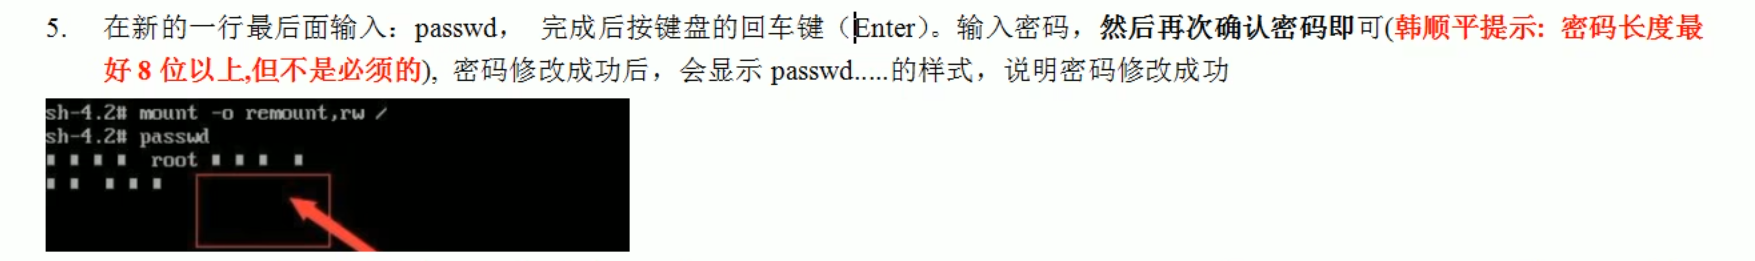 5. 在新的一行最后面输入：passwd， 完成后按键盘的回车键（Enter）。输入密码，然后再次确认密码即可(韩顺平提示: 密码长度最
好 8 位以上,但不是必须的), 密码修改成功后，会显示 passwd.....的样式，说明密码修改成功
sh-4.2# mount -o remount,rw /
sh-4.2# passwd
■ ■ ■ ■ root ■ ■ ■ ■
■ ■ ■ ■ ■